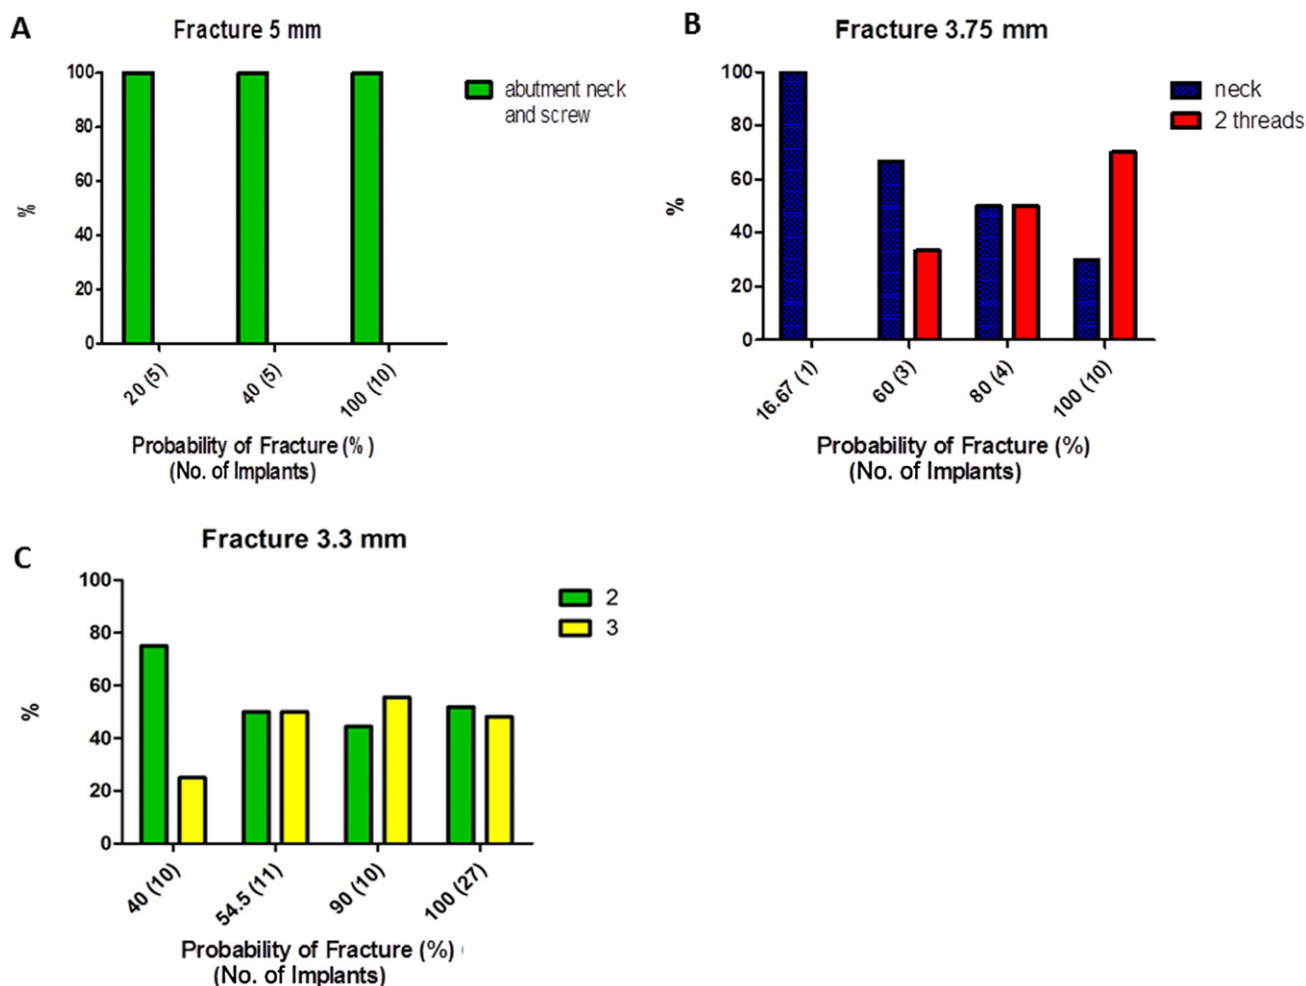 A
Fracture 5 mm
100
80
60
40
20
0
%
20 (5)
40 (5)
100 (10)
Probability of Fracture (%)
(No. of Implants)
abutment neck
and screw
B
Fracture 3.75 mm
100
80
60
40
20
0
%
16.67 (1)
60 (3)
80 (4)
100 (10)
Probability of Fracture (%)
(No. of Implants)
neck
2 threads
C
Fracture 3.3 mm
100
80
60
40
20
0
%
40 (10)
54.5 (11)
90 (10)
100 (27)
Probability of Fracture (%)
(No. of Implants)
2
3